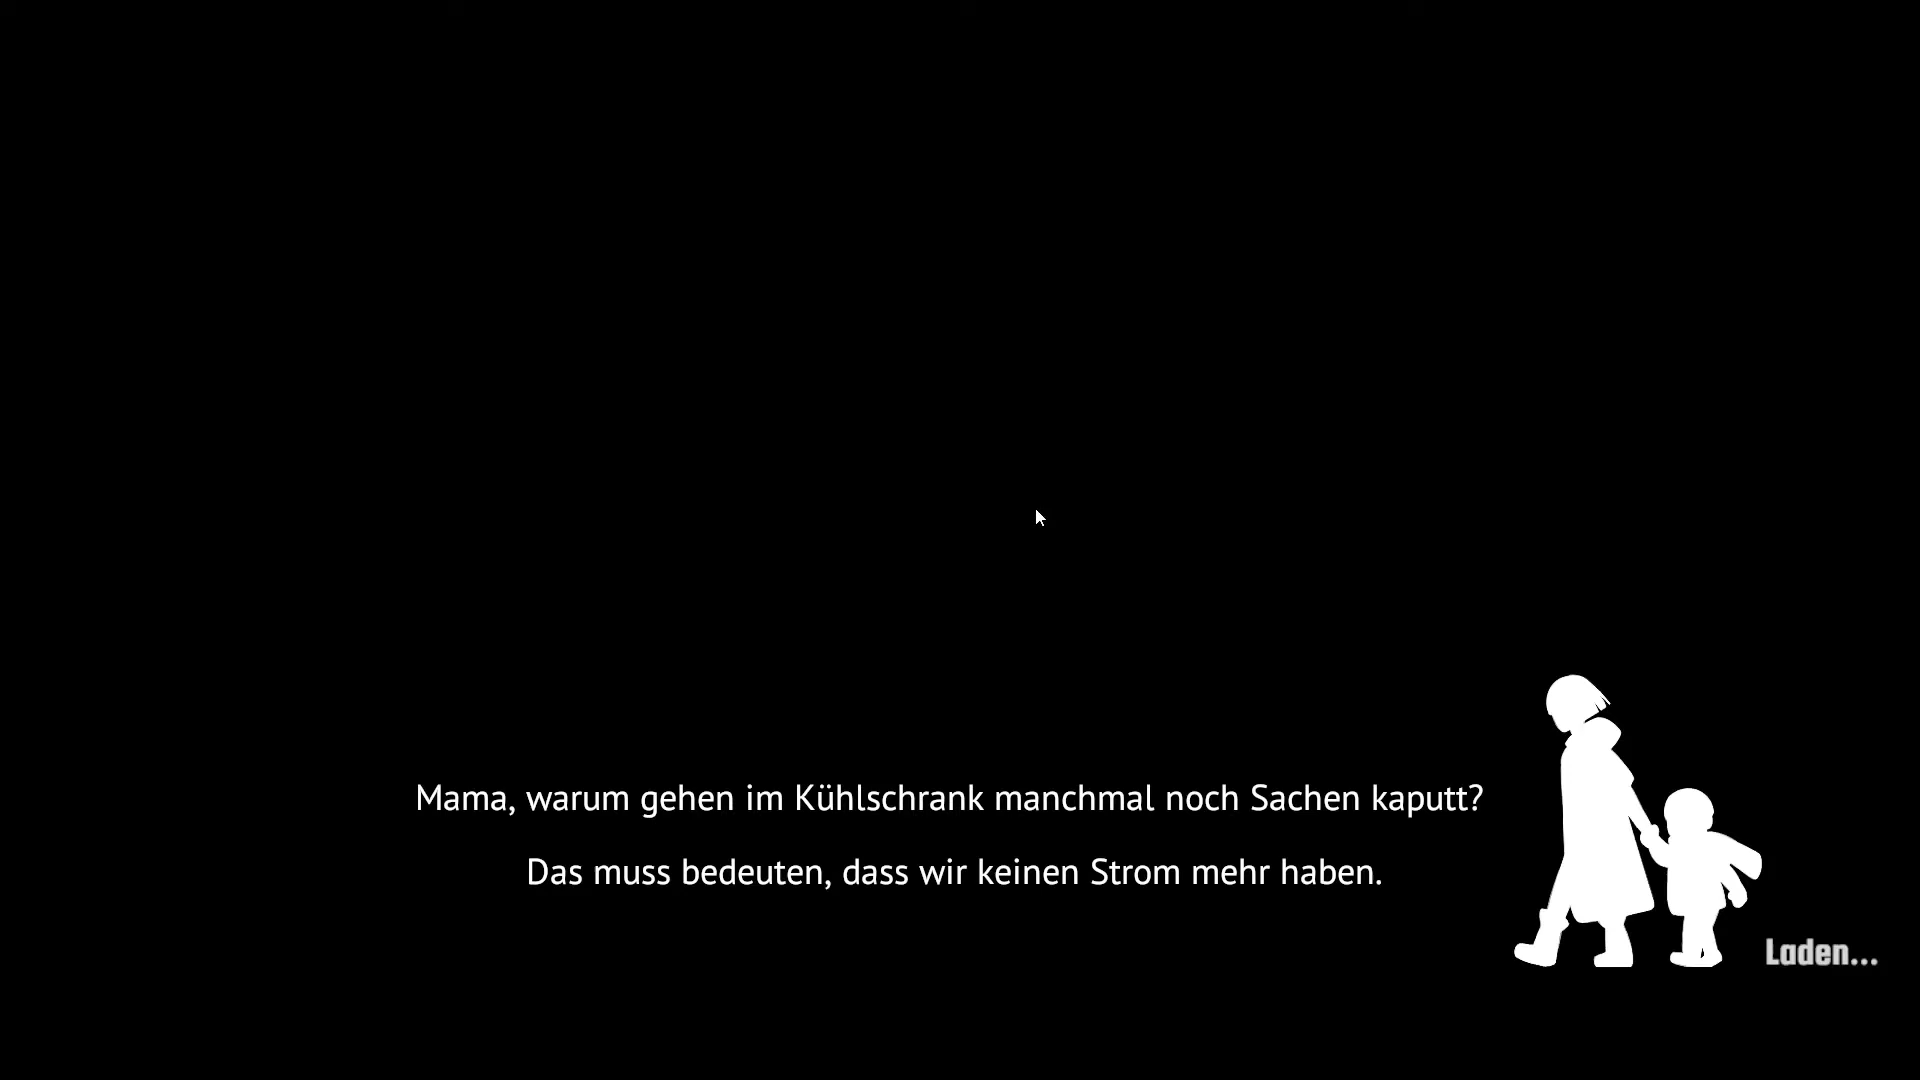 Mama, warum gehen im Kühlschrank manchmal noch Sachen kaputt?
Das muss bedeuten, dass wir keinen Strom mehr haben.
Laden...